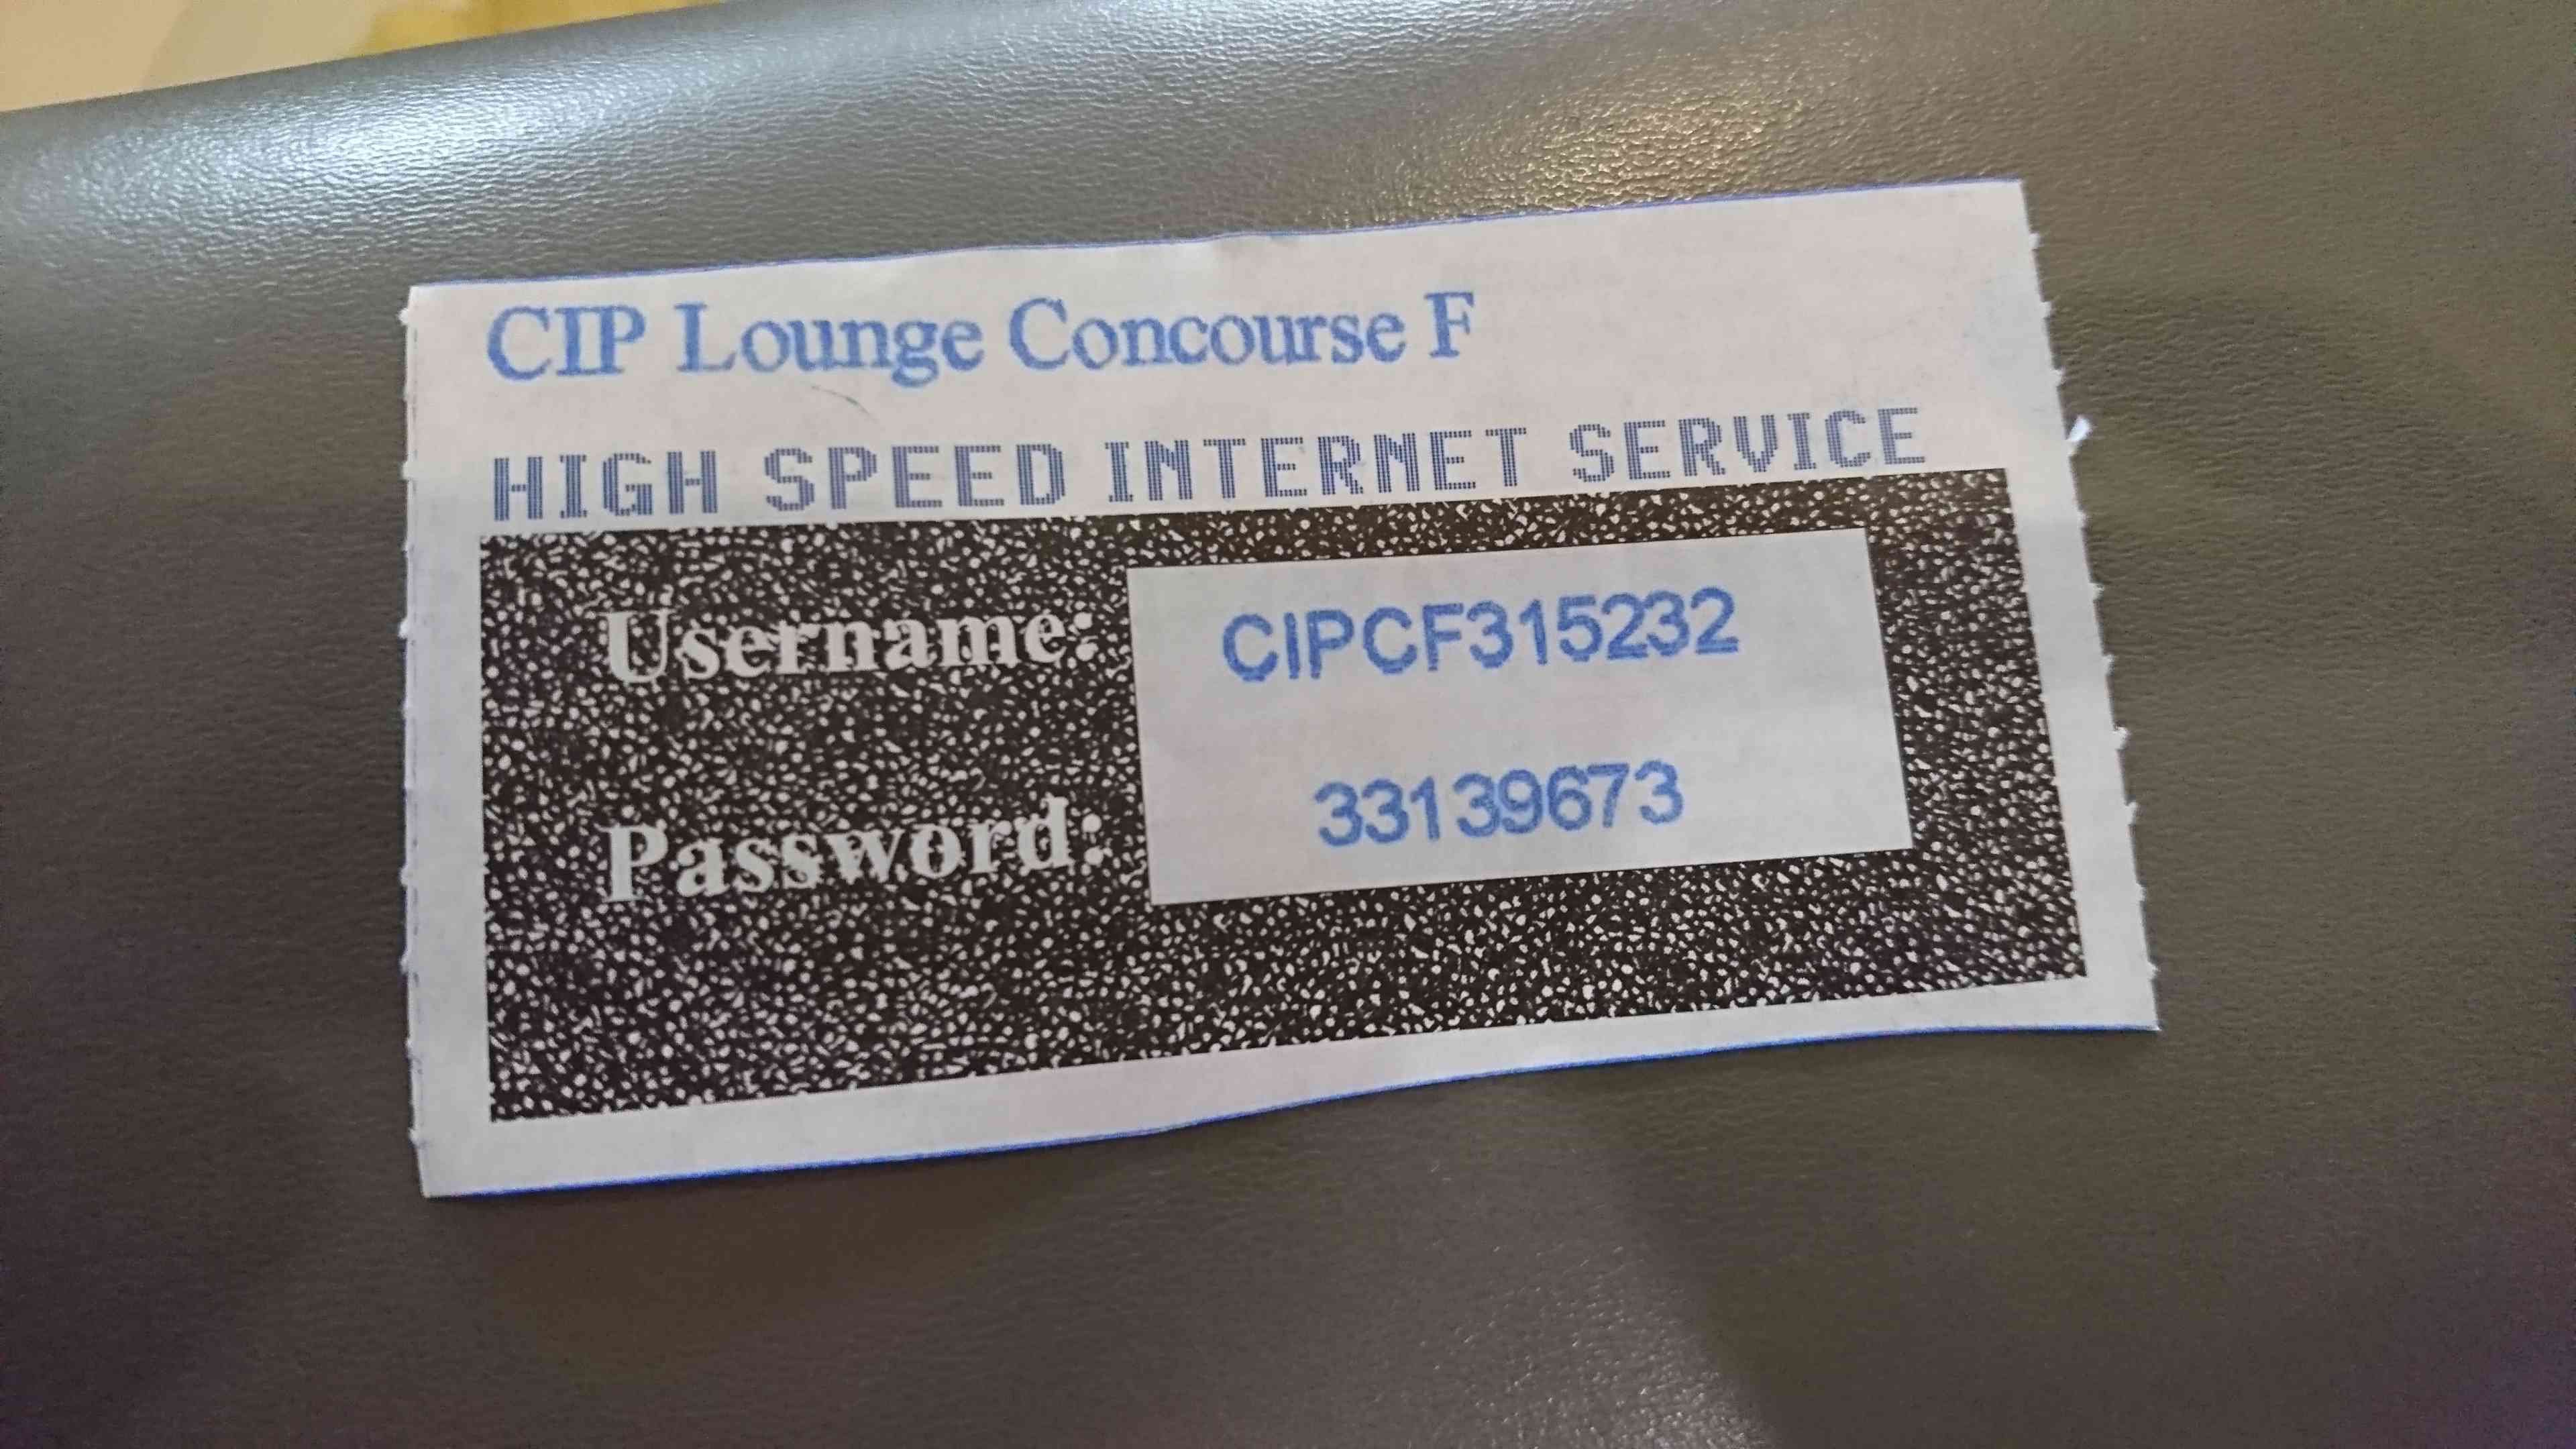 CIP Lounge Concourse F
HIGH SPEED INTERNET SERVICE
Username: CIPCF315232
Password: 33139673